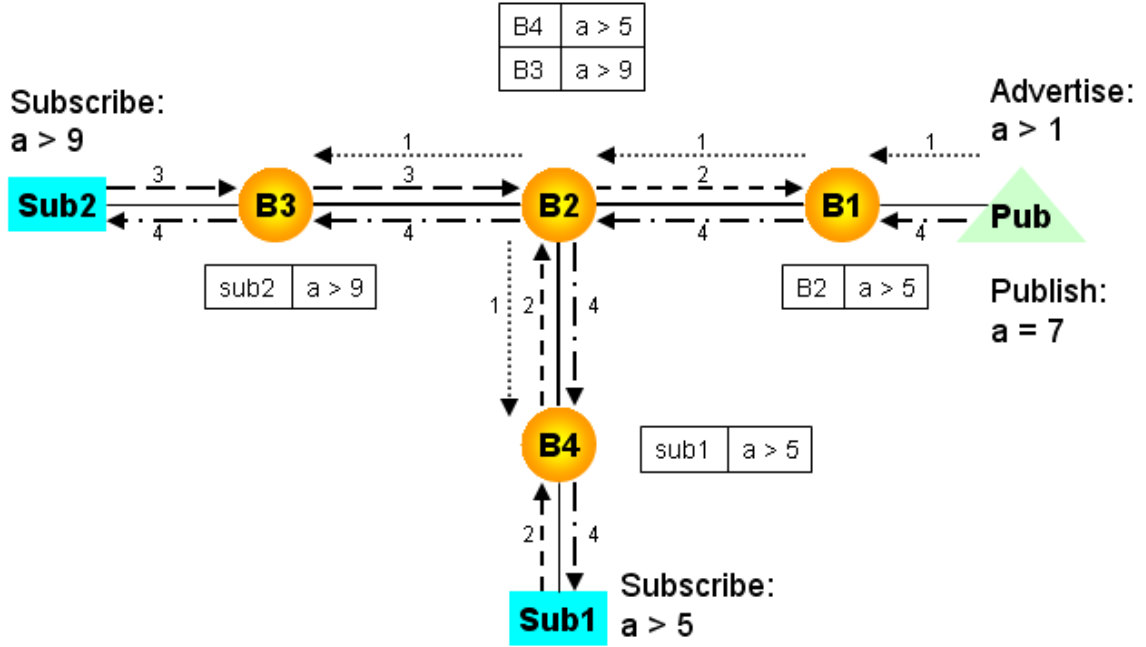 B4 a > 5
B3 a > 9
Subscribe:
a > 9
Advertise:
a > 1
1 1 1
3 3 2
Sub2 B3 B2 B1 Pub
4 4 4 4
sub2 a > 9
B2 a > 5
Publish:
a = 7
1 2 4
B4
sub1 a > 5
2 4
Sub1
Subscribe:
a > 5